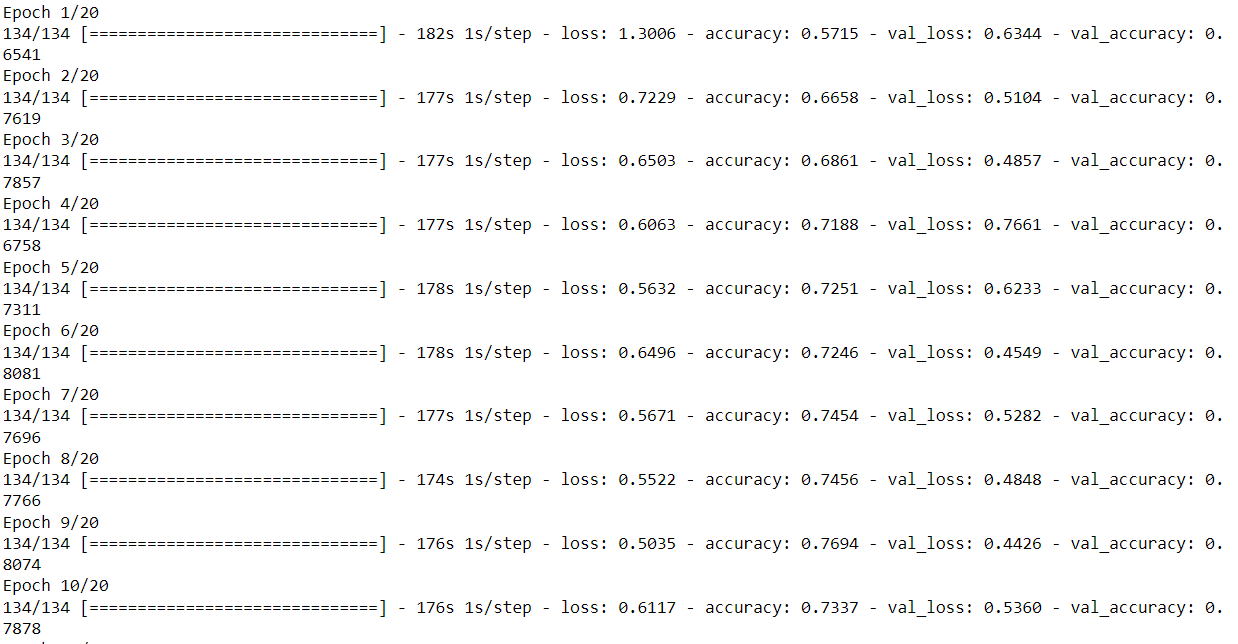 Epoch 1/20
134/134 [==============================] - 182s 1s/step - loss: 1.3006 - accuracy: 0.5715 - val_loss: 0.6344 - val_accuracy: 0.
6541
Epoch 2/20
134/134 [==============================] - 177s 1s/step - loss: 0.7229 - accuracy: 0.6658 - val_loss: 0.5104 - val_accuracy: 0.
7619
Epoch 3/20
134/134 [==============================] - 177s 1s/step - loss: 0.6503 - accuracy: 0.6861 - val_loss: 0.4857 - val_accuracy: 0.
7857
Epoch 4/20
134/134 [==============================] - 177s 1s/step - loss: 0.6063 - accuracy: 0.7188 - val_loss: 0.7661 - val_accuracy: 0.
6758
Epoch 5/20
134/134 [==============================] - 178s 1s/step - loss: 0.5632 - accuracy: 0.7251 - val_loss: 0.6233 - val_accuracy: 0.
7311
Epoch 6/20
134/134 [==============================] - 178s 1s/step - loss: 0.6496 - accuracy: 0.7246 - val_loss: 0.4549 - val_accuracy: 0.
8081
Epoch 7/20
134/134 [==============================] - 177s 1s/step - loss: 0.5671 - accuracy: 0.7454 - val_loss: 0.5282 - val_accuracy: 0.
7696
Epoch 8/20
134/134 [==============================] - 174s 1s/step - loss: 0.5522 - accuracy: 0.7456 - val_loss: 0.4848 - val_accuracy: 0.
7766
Epoch 9/20
134/134 [==============================] - 176s 1s/step - loss: 0.5035 - accuracy: 0.7694 - val_loss: 0.4426 - val_accuracy: 0.
8074
Epoch 10/20
134/134 [==============================] - 176s 1s/step - loss: 0.6117 - accuracy: 0.7337 - val_loss: 0.5360 - val_accuracy: 0.
7878